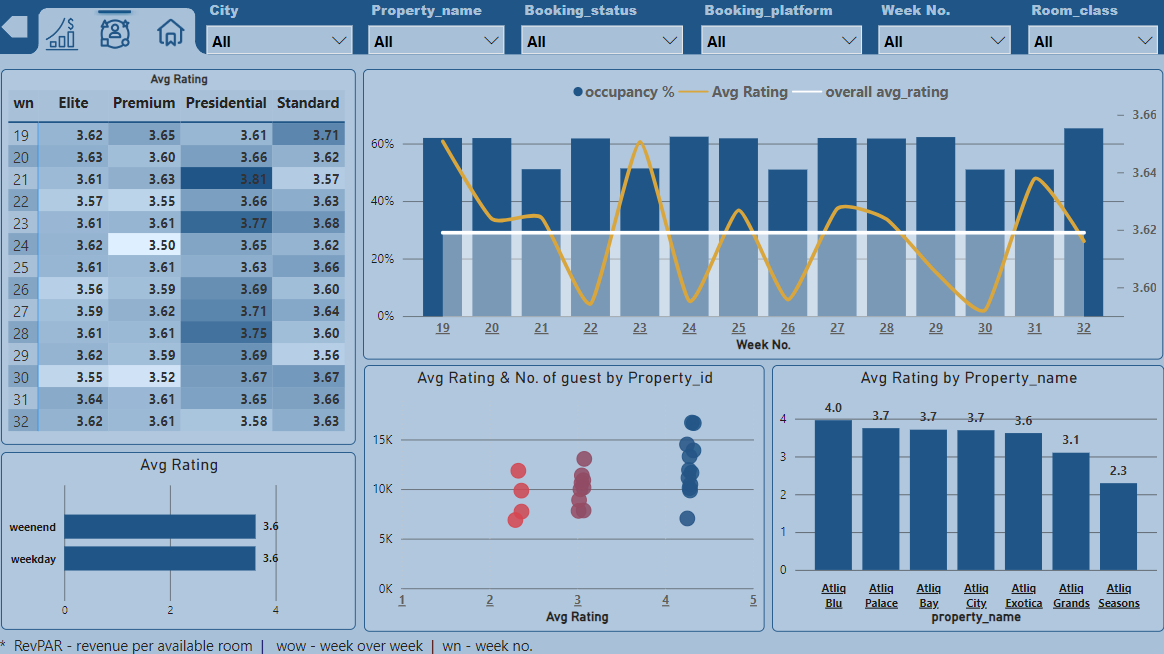 City Property_name Booking_status Booking_platform Week No. Room_class
All All All All All All
Avg Rating
wn Elite Premium Presidential Standard
19 3.62 3.65 3.61 3.71
20 3.63 3.60 3.66 3.62
21 3.61 3.63 3.81 3.57
22 3.57 3.55 3.66 3.63
23 3.61 3.61 3.77 3.68
24 3.62 3.50 3.65 3.62
25 3.61 3.61 3.63 3.66
26 3.56 3.59 3.69 3.60
27 3.59 3.62 3.71 3.64
28 3.61 3.61 3.75 3.60
29 3.62 3.59 3.69 3.56
30 3.55 3.52 3.67 3.67
31 3.64 3.61 3.65 3.66
32 3.62 3.61 3.58 3.63
occupancy % Avg Rating overall avg_rating
3.66
60%
3.64
40%
3.62
20%
3.60
0%
19 20 21 22 23 24 25 26 27 28 29 30 31 32
Week No.
Avg Rating
weenend 3.6
weekday 3.6
0 2 4
Avg Rating & No. of guest by Property_id
15K
10K
5K
0K
1 2 3 4 5
Avg Rating
Avg Rating by Property_name
4.0 3.7 3.7 3.7 3.6 3.1 2.3
4
3
2
1
0
Atliq Blu
Atliq Palace
Atliq Bay
Atliq City
Atliq Exotica
Atliq Grands
Atliq Seasons
property_name
* RevPAR - revenue per available room | wow - week over week | wn - week no.